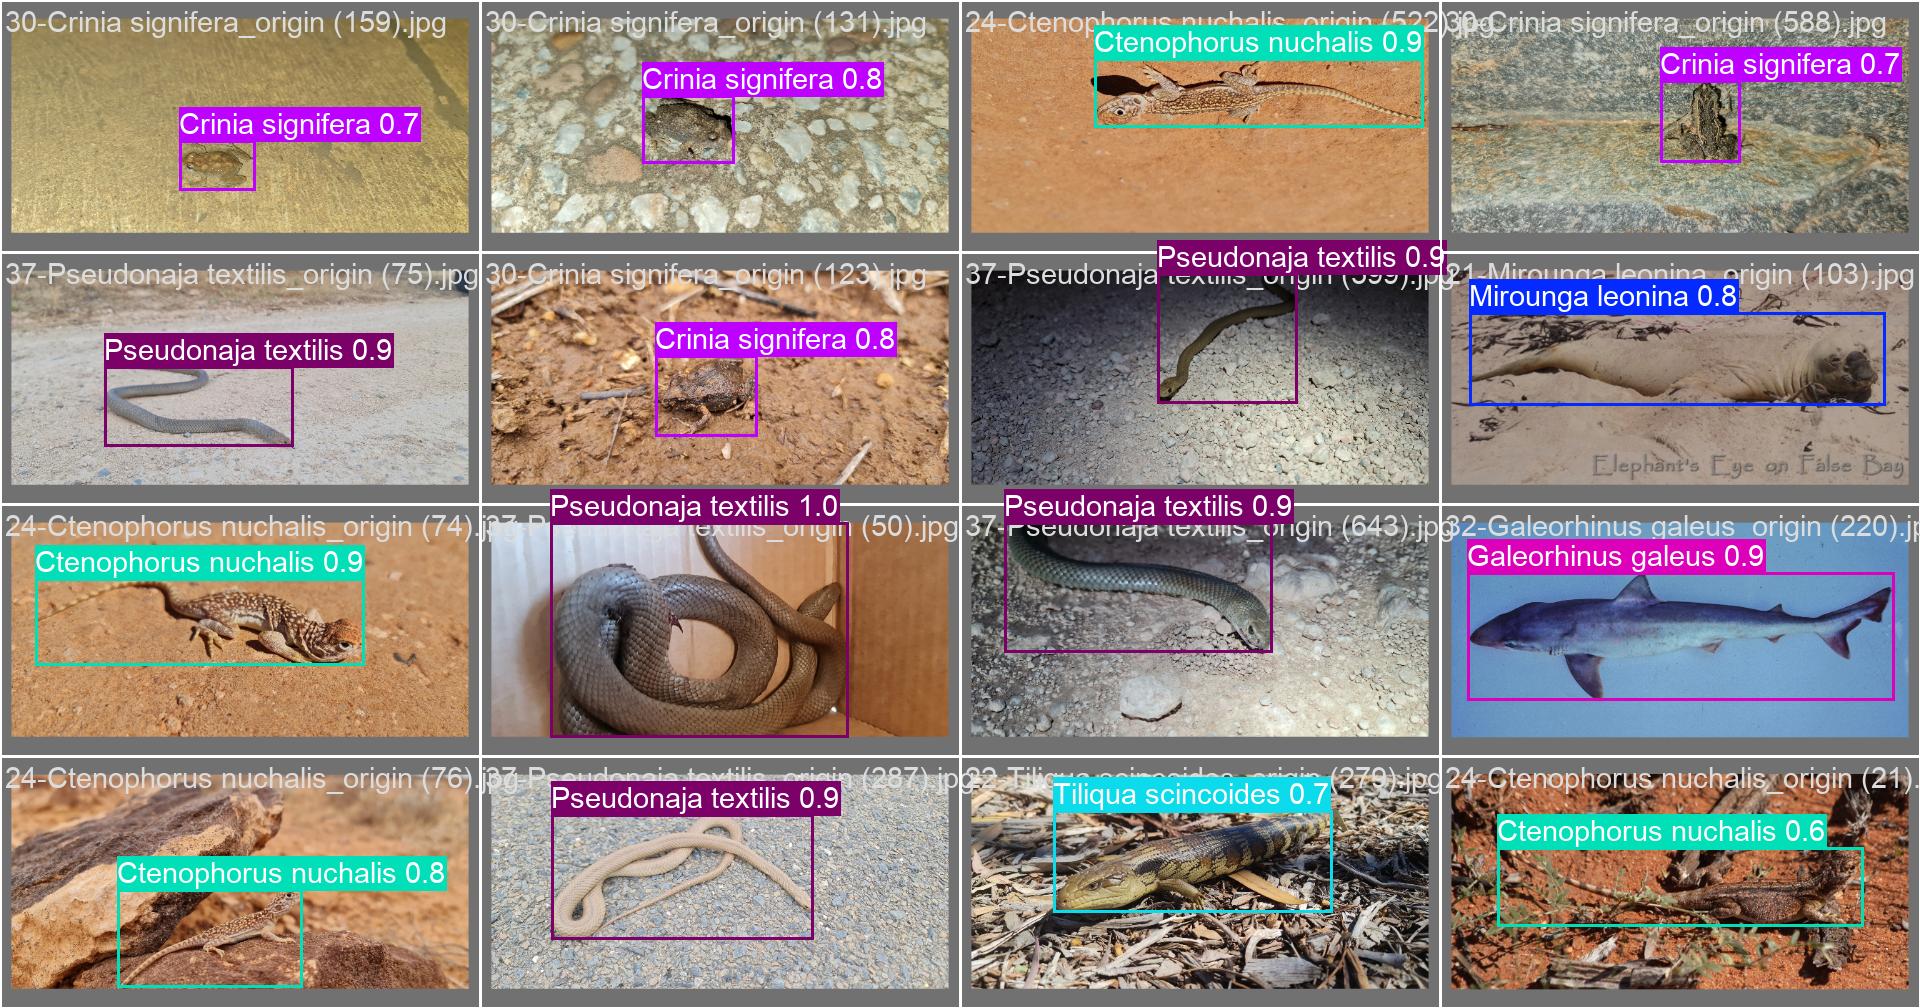 30-Crinia signifera_origin (159).jpg
Crinia signifera 0.7
30-Crinia signifera_origin (131).jpg
Crinia signifera 0.8
24-Ctenophorus nuchalis_origin (522).jpg
Ctenophorus nuchalis 0.9
30-Crinia signifera_origin (588).jpg
Crinia signifera 0.7
37-Pseudonaja textilis_origin (75).jpg
Pseudonaja textilis 0.9
30-Crinia signifera_origin (123).jpg
Crinia signifera 0.8
37-Pseudonaja textilis_origin (599).jpg
Pseudonaja textilis 0.9
21-Mirounga leonina_origin (103).jpg
Mirounga leonina 0.8
Elephant's Eye on False Bay
24-Ctenophorus nuchalis_origin (74).jpg
Ctenophorus nuchalis 0.9
37-Pseudonaja textilis_origin (50).jpg
Pseudonaja textilis 1.0
37-Pseudonaja textilis_origin (643).jpg
Pseudonaja textilis 0.9
32-Galeorhinus galeus_origin (220).jp
Galeorhinus galeus 0.9
24-Ctenophorus nuchalis_origin (76).jpg
Ctenophorus nuchalis 0.8
37-Pseudonaja textilis_origin (287).jpg
Pseudonaja textilis 0.9
22-Tiliqua scincoides_origin (279).jpg
Tiliqua scincoides 0.7
24-Ctenophorus nuchalis_origin (21).
Ctenophorus nuchalis 0.6